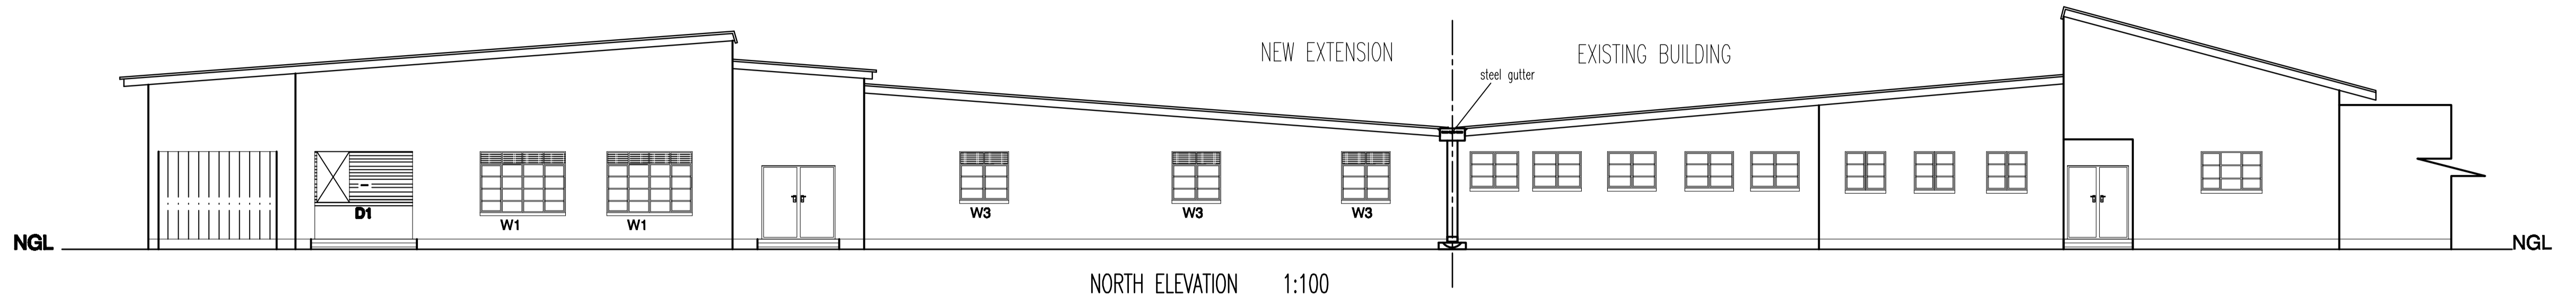 NEW EXTENSION
EXISTING BUILDING
steel gutter
D1
W1
W1
W3
W3
W3
NGL
NGL
NORTH ELEVATION 1:100